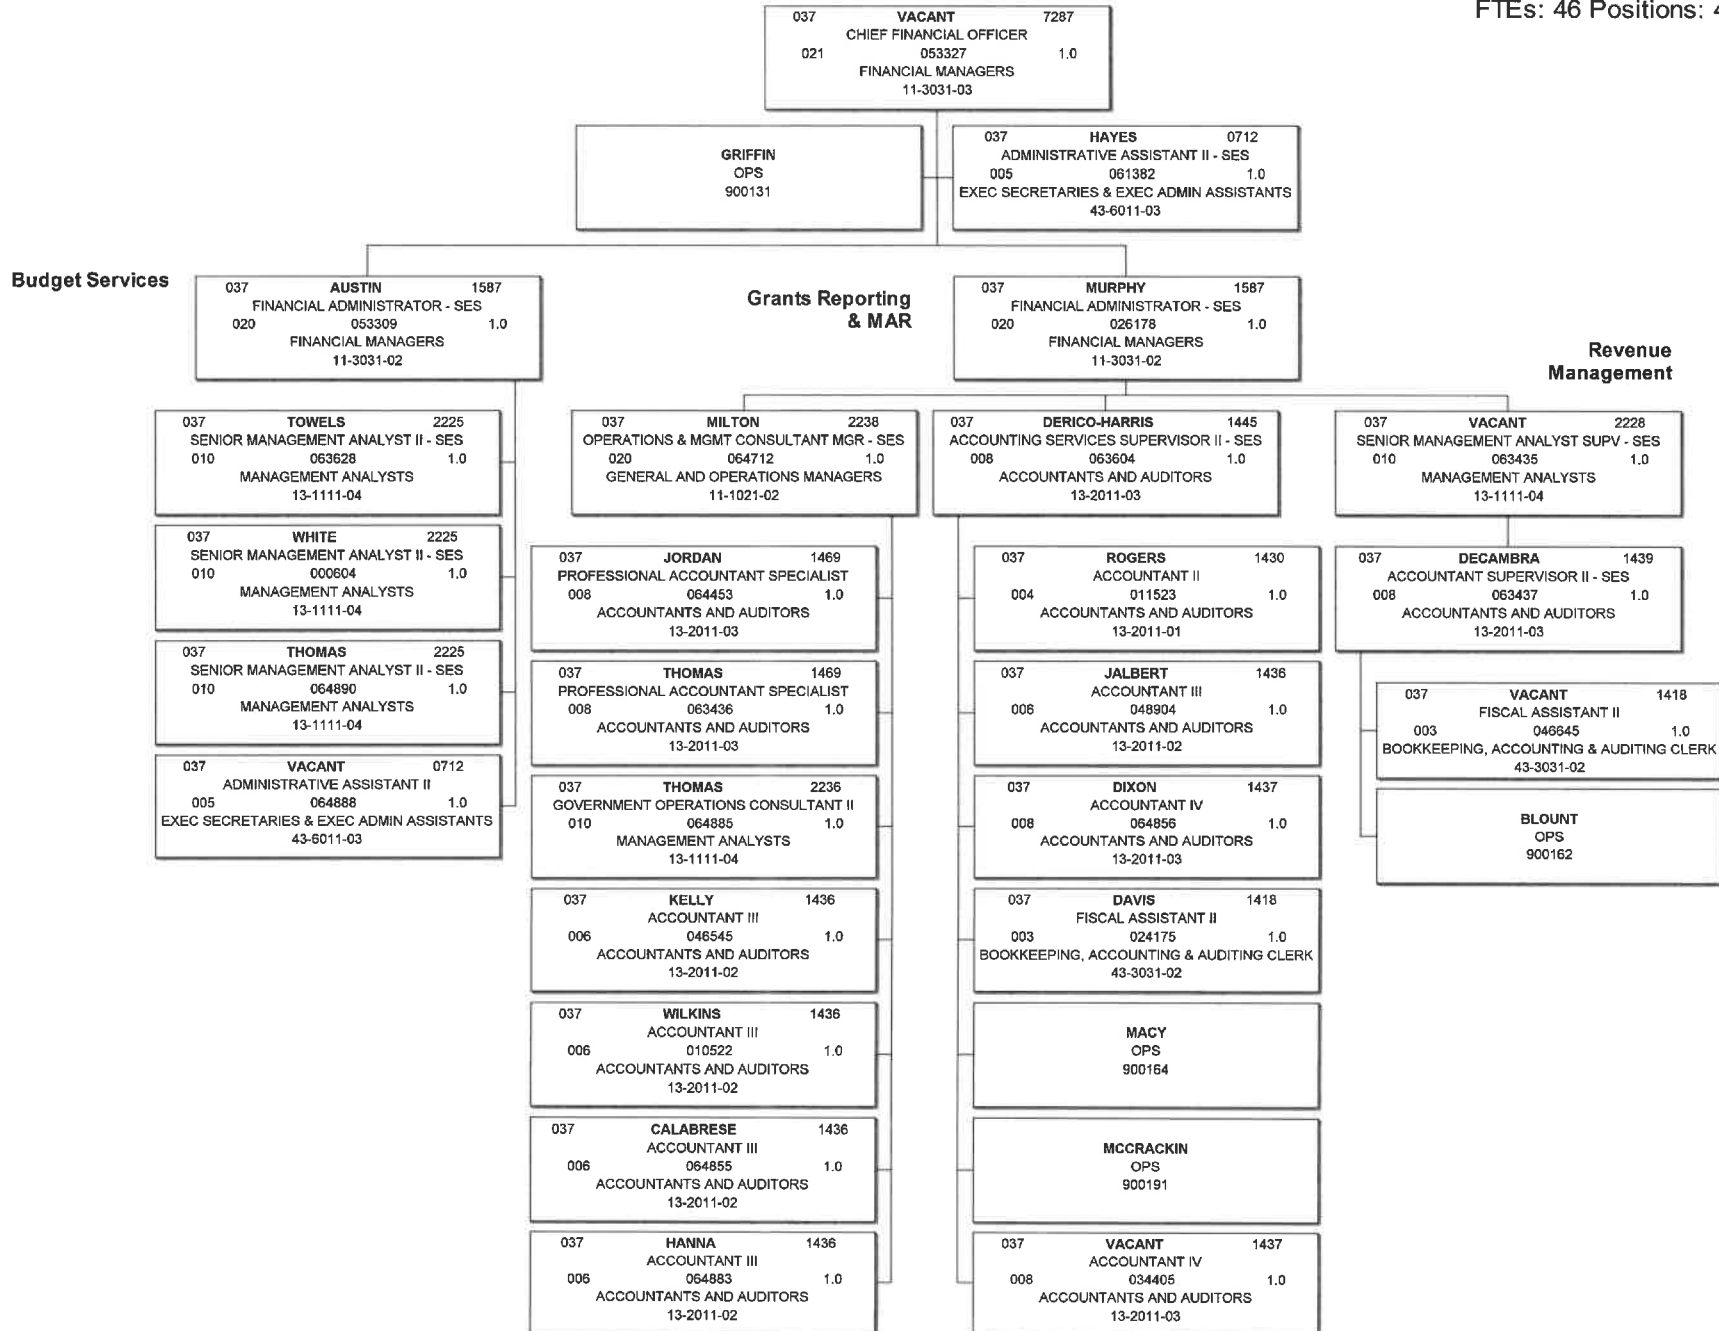 FTEs: 46 Positions: 4
037 VACANT 7287
CHIEF FINANCIAL OFFICER
021 053327 1.0
FINANCIAL MANAGERS
11-3031-03
GRIFFIN
OPS
900131
037 HAYES 0712
ADMINISTRATIVE ASSISTANT II - SES
005 061382 1.0
EXEC SECRETARIES & EXEC ADMIN ASSISTANTS
43-6011-03
Budget Services
037 AUSTIN 1587
FINANCIAL ADMINISTRATOR - SES
020 053309 1.0
FINANCIAL MANAGERS
11-3031-02
Grants Reporting
& MAR
037 MURPHY 1587
FINANCIAL ADMINISTRATOR - SES
020 026178 1.0
FINANCIAL MANAGERS
11-3031-02
Revenue
Management
037 TOWELS 2225
SENIOR MANAGEMENT ANALYST II - SES
010 063628 1.0
MANAGEMENT ANALYSTS
13-1111-04
037 WHITE 2225
SENIOR MANAGEMENT ANALYST II - SES
010 000604 1.0
MANAGEMENT ANALYSTS
13-1111-04
037 THOMAS 2225
SENIOR MANAGEMENT ANALYST II - SES
010 064890 1.0
MANAGEMENT ANALYSTS
13-1111-04
037 VACANT 0712
ADMINISTRATIVE ASSISTANT II
005 064888 1.0
EXEC SECRETARIES & EXEC ADMIN ASSISTANTS
43-6011-03
037 MILTON 2238
OPERATIONS & MGMT CONSULTANT MGR - SES
020 064712 1.0
GENERAL AND OPERATIONS MANAGERS
11-1021-02
037 JORDAN 1469
PROFESSIONAL ACCOUNTANT SPECIALIST
008 064453 1.0
ACCOUNTANTS AND AUDITORS
13-2011-03
037 THOMAS 1469
PROFESSIONAL ACCOUNTANT SPECIALIST
008 063436 1.0
ACCOUNTANTS AND AUDITORS
13-2011-03
037 THOMAS 2236
GOVERNMENT OPERATIONS CONSULTANT II
010 064885 1.0
MANAGEMENT ANALYSTS
13-1111-04
037 KELLY 1436
ACCOUNTANT III
006 046545 1.0
ACCOUNTANTS AND AUDITORS
13-2011-02
037 WILKINS 1436
ACCOUNTANT III
006 010522 1.0
ACCOUNTANTS AND AUDITORS
13-2011-02
037 CALABRESE 1436
ACCOUNTANT III
006 064855 1.0
ACCOUNTANTS AND AUDITORS
13-2011-02
037 HANNA 1436
ACCOUNTANT III
006 064883 1.0
ACCOUNTANTS AND AUDITORS
13-2011-02
037 DERICO-HARRIS 1445
ACCOUNTING SERVICES SUPERVISOR II - SES
008 063604 1.0
ACCOUNTANTS AND AUDITORS
13-2011-03
037 ROGERS 1430
ACCOUNTANT II
004 011523 1.0
ACCOUNTANTS AND AUDITORS
13-2011-01
037 JALBERT 1436
ACCOUNTANT III
006 048904 1.0
ACCOUNTANTS AND AUDITORS
13-2011-02
037 DIXON 1437
ACCOUNTANT IV
008 064856 1.0
ACCOUNTANTS AND AUDITORS
13-2011-03
037 DAVIS 1418
FISCAL ASSISTANT II
003 024175 1.0
BOOKKEEPING, ACCOUNTING & AUDITING CLERK
43-3031-02
MACY
OPS
900164
MCCRACKIN
OPS
900191
037 VACANT 1437
ACCOUNTANT IV
008 034405 1.0
ACCOUNTANTS AND AUDITORS
13-2011-03
037 VACANT 2228
SENIOR MANAGEMENT ANALYST SUPV - SES
010 063435 1.0
MANAGEMENT ANALYSTS
13-1111-04
037 DECAMBRA 1439
ACCOUNTANT SUPERVISOR II - SES
008 063437 1.0
ACCOUNTANTS AND AUDITORS
13-2011-03
037 VACANT 1418
FISCAL ASSISTANT II
003 046645 1.0
BOOKKEEPING, ACCOUNTING & AUDITING CLERK
43-3031-02
BLOUNT
OPS
900162